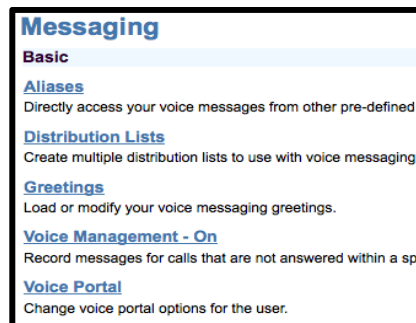 Messaging
Basic
Aliases
Directly access your voice messages from other pre-defined
Distribution Lists
Create multiple distribution lists to use with voice messaging
Greetings
Load or modify your voice messaging greetings.
Voice Management - On
Record messages for calls that are not answered within a sp
Voice Portal
Change voice portal options for the user.